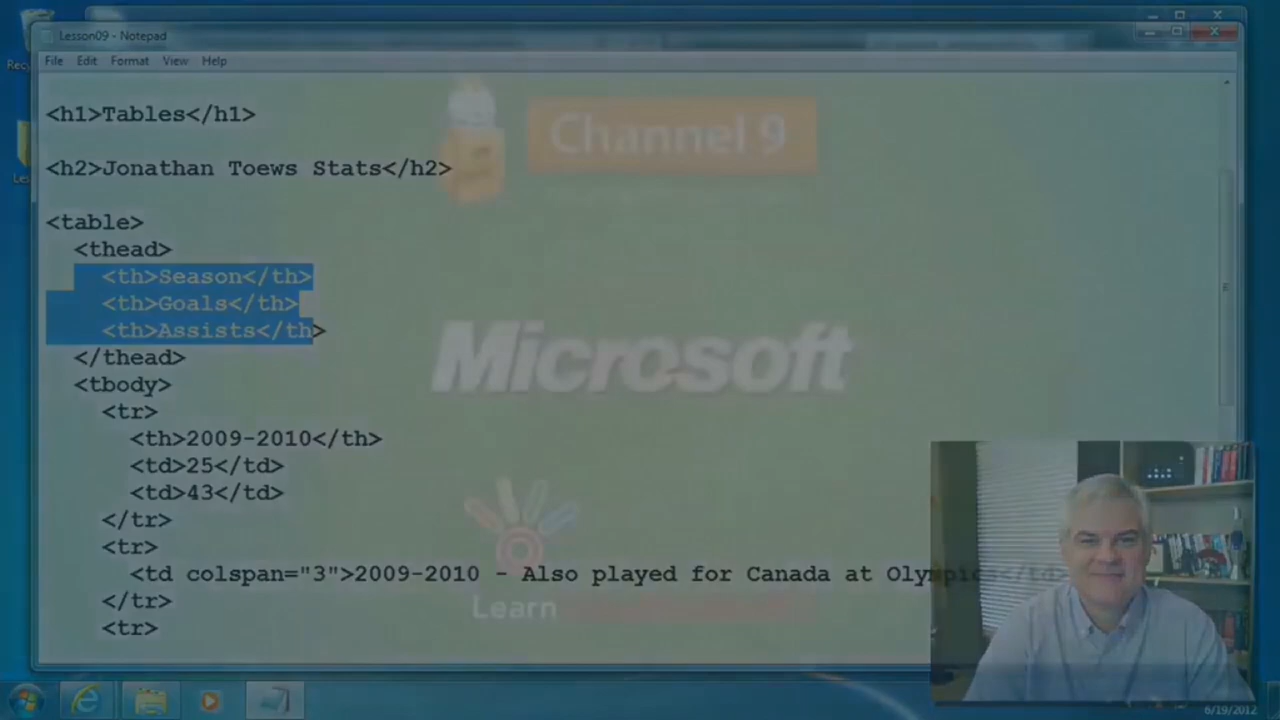 Lesson09 - Notepad
File Edit Format View Help
<h1>Tables</h1>
<h2>Jonathan Toews Stats</h2>
<table>
<thead>
<th>Season</th>
<th>Goals</th>
<th>Assists</th>
</thead>
<tbody>
<tr>
<th>2009-2010</th>
<td>25</td>
<td>43</td>
</tr>
<tr>
<td colspan="3">2009-2010 - Also played for Canada at Olympics</td>
</tr>
<tr>
Channel 9
Microsoft
Learn
6/19/2012